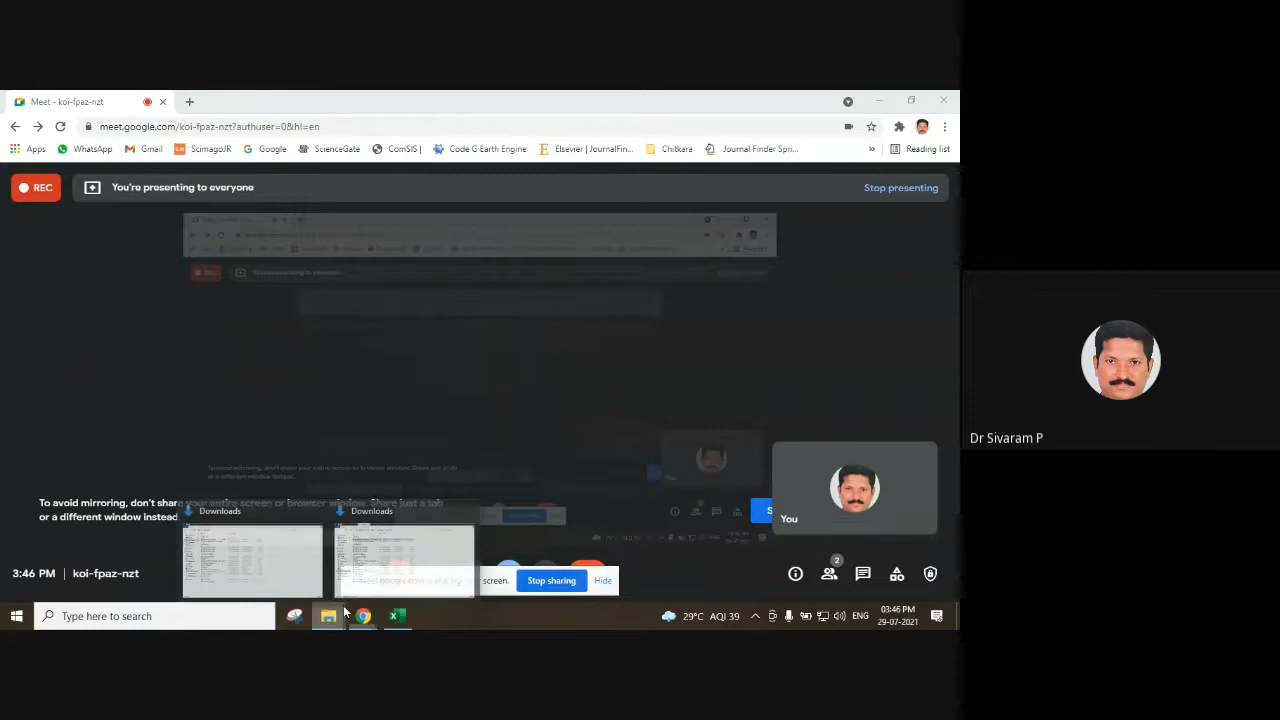 Meet - koi-fpaz-nzt
meet.google.com/koi-fpaz-nzt?authuser=0&hl=en
Apps WhatsApp Gmail ScimagoJR Google ScienceGate ComSIS | Code G Earth Engine Elsevier | JournalFin... Chitkara Journal Finder Spri... » Reading list
REC You're presenting to everyone Stop presenting
Dr Sivaram P
To avoid mirroring, don't share your entire screen or browser window. Share just a tab
or a different window instead
Downloads Downloads
You
3:46 PM | koi-fpaz-nzt
screen. Stop sharing Hide
2
Type here to search
29°C AQI 39 ENG 03:46 PM
29-07-2021